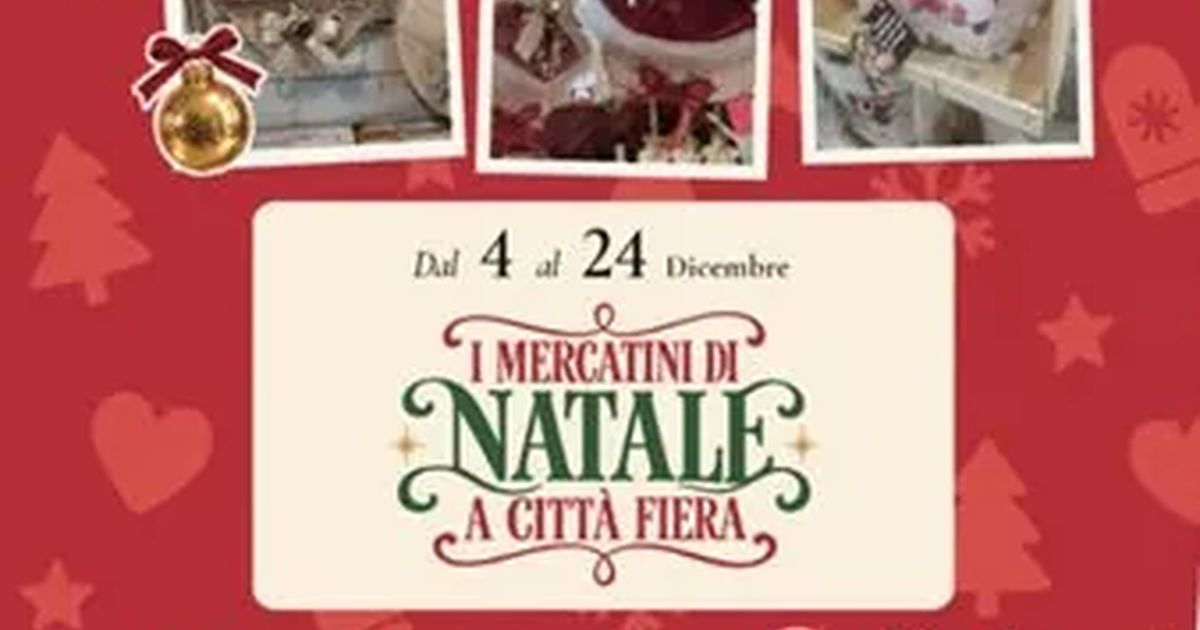 Dal 4 al 24 Dicembre
I MERCATINI DI
NATALE
A CITTÀ FIERA